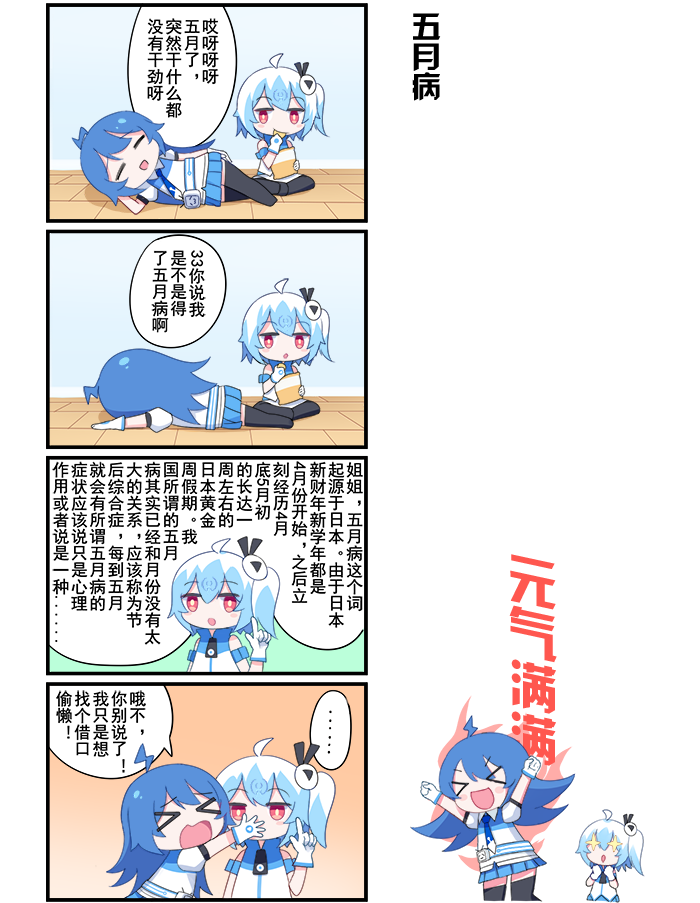 五月病
哎呀呀呀
五月了，
突然干什么都
没有干劲呀
33你说我
是不是得
了五月病啊
姐姐，五月病这个词
起源于日本。由于日本
新财年新学年都是
4月份开始，之后立
刻经历4月
底5月初
的长达一
周左右的
日本黄金
周假期。我
国所谓的五月
病其实已经和月份没有太
大的关系，应该称为节
后综合症，每到五月
就会有所谓五月病的
症状应该说只是心理
作用或者说是一种······
······
哦不，
你别说了！
我只是想
找个借口
偷懒！
元气满满